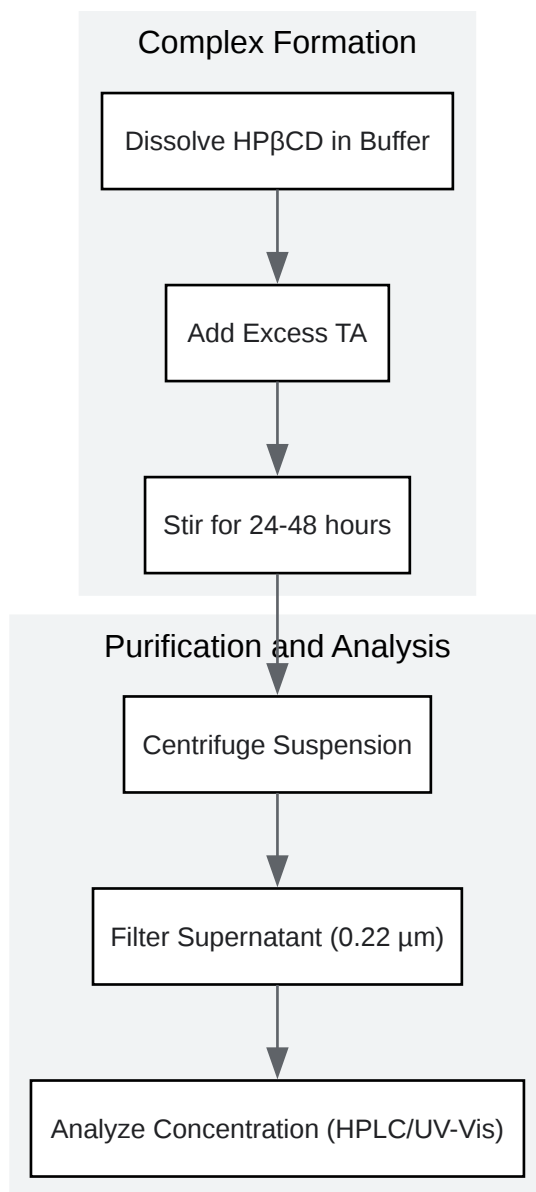 Complex Formation
Dissolve HPβCD in Buffer
Add Excess TA
Stir for 24-48 hours
Purification and Analysis
Centrifuge Suspension
Filter Supernatant (0.22 µm)
Analyze Concentration (HPLC/UV-Vis)